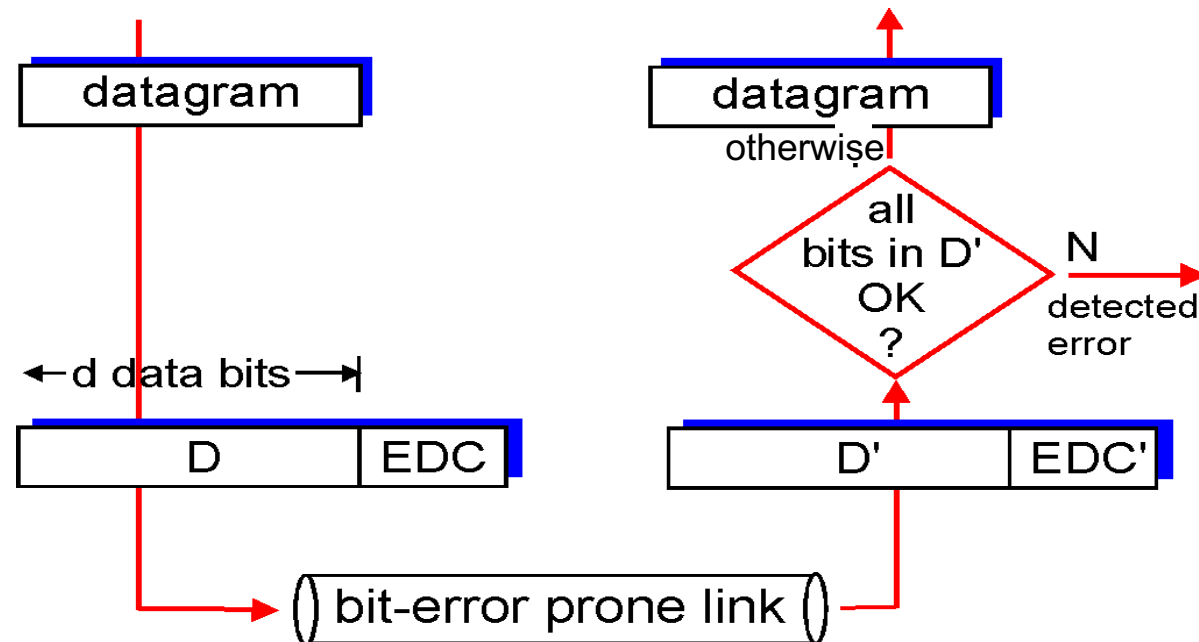 datagram
d data bits
D
EDC
bit-error prone link
datagram
otherwise
all
bits in D'
OK
?
N
detected
error
D'
EDC'